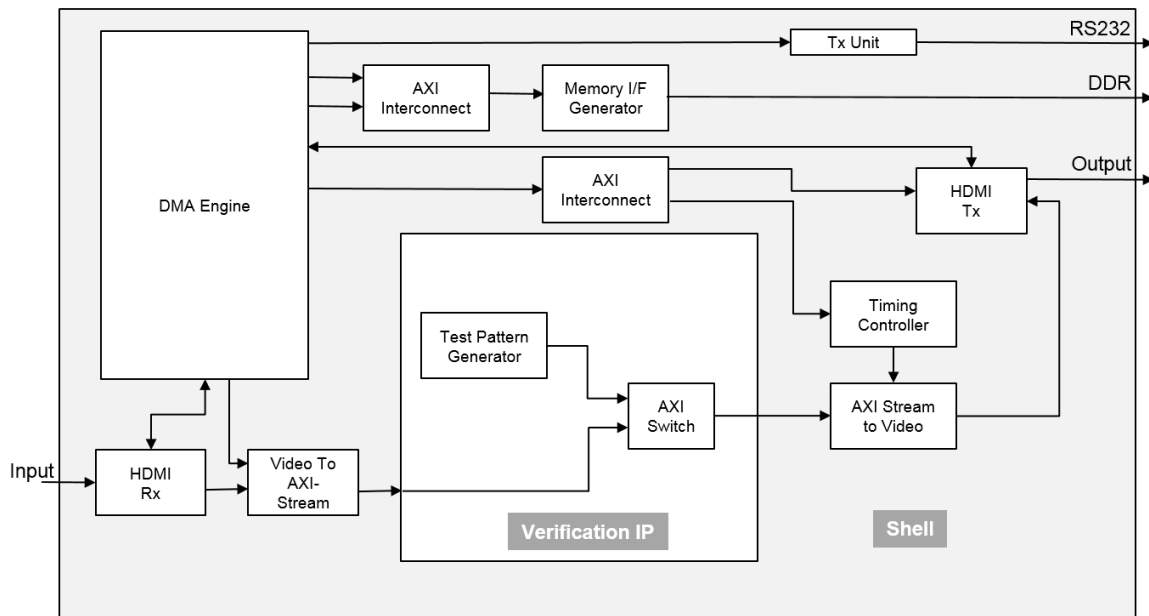 RS232
Tx Unit
DDR
AXI
Interconnect
Memory I/F
Generator
Output
DMA Engine
AXI
Interconnect
HDMI
Tx
Timing
Controller
Test Pattern
Generator
AXI
Switch
AXI Stream
to Video
Input
HDMI
Rx
Video To
AXI-
Stream
Verification IP
Shell